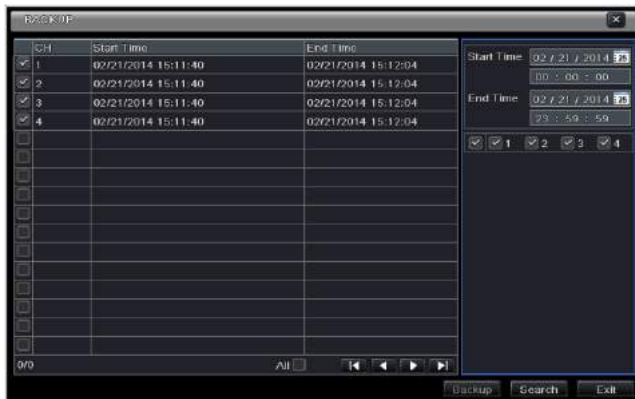 BACKUP
CH Start Time End Time
1 02/21/2014 15:11:40 02/21/2014 15:12:04
2 02/21/2014 15:11:40 02/21/2014 15:12:04
3 02/21/2014 15:11:40 02/21/2014 15:12:04
4 02/21/2014 15:11:40 02/21/2014 15:12:04
0/0 All
Start Time 02 / 21 / 2014
00 : 00 : 00
End Time 02 / 21 / 2014
23 : 59 : 59
1 2 3 4
Backup Search Exit